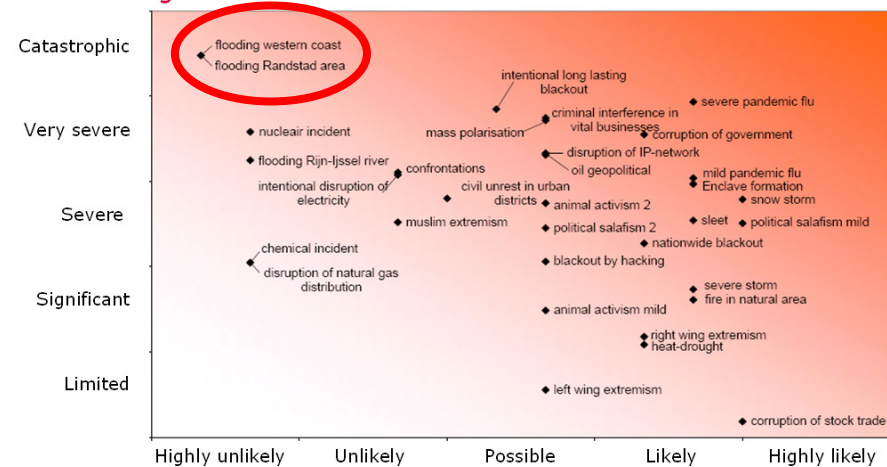 Catastrophic
flooding western coast
flooding Randstad area
intentional long lasting
blackout
severe pandemic flu
criminal interference in
vital businesses
Very severe
nucleair incident
mass polarisation
corruption of government
flooding Rijn-Ijssel river
disruption of IP-network
oil geopolitical
confrontations
mild pandemic flu
Enclave formation
intentional disruption of
electricity
civil unrest in urban
districts
snow storm
Severe
animal activism 2
muslim extremism
sleet
political salafism mild
political salafism 2
nationwide blackout
chemical incident
disruption of natural gas
distribution
blackout by hacking
Significant
severe storm
fire in natural area
animal activism mild
right wing extremism
heat-drought
Limited
left wing extremism
corruption of stock trade
Highly unlikely
Unlikely
Possible
Likely
Highly likely